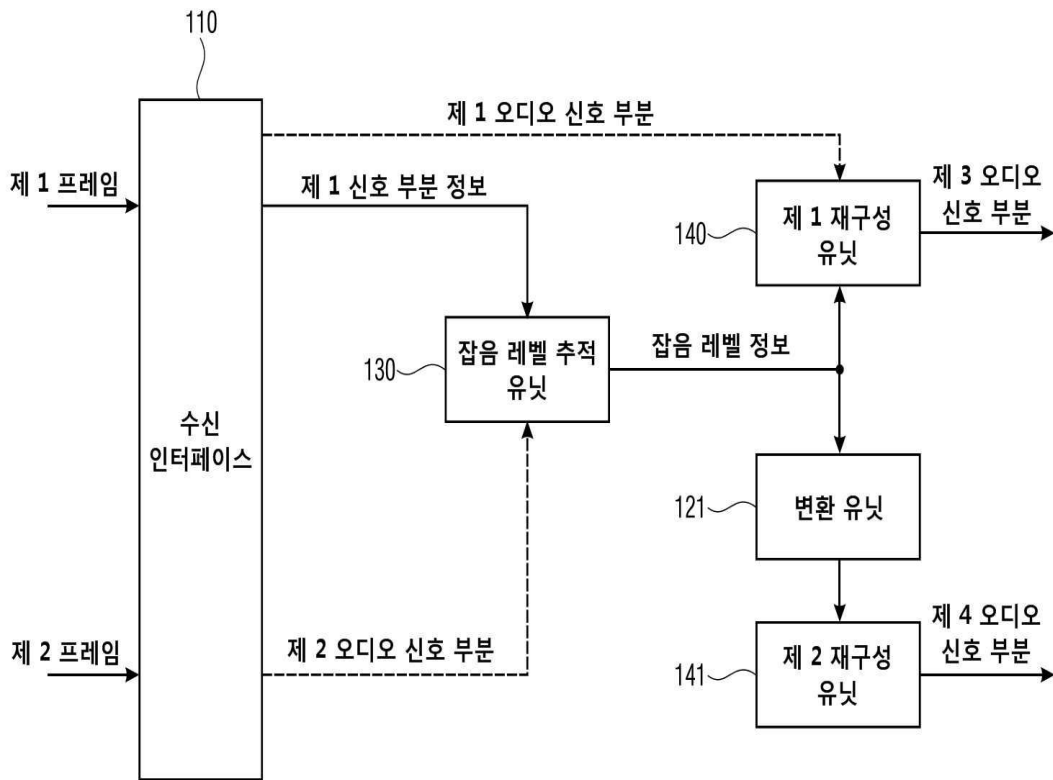 110
제 1 오디오 신호 부분
제 1 프레임
제 1 신호 부분 정보
제 3 오디오
신호 부분
140
제 1 재구성
유닛
130
잡음 레벨 추적
유닛
잡음 레벨 정보
수신
인터페이스
121
변환 유닛
제 2 프레임
제 2 오디오 신호 부분
제 4 오디오
신호 부분
141
제 2 재구성
유닛